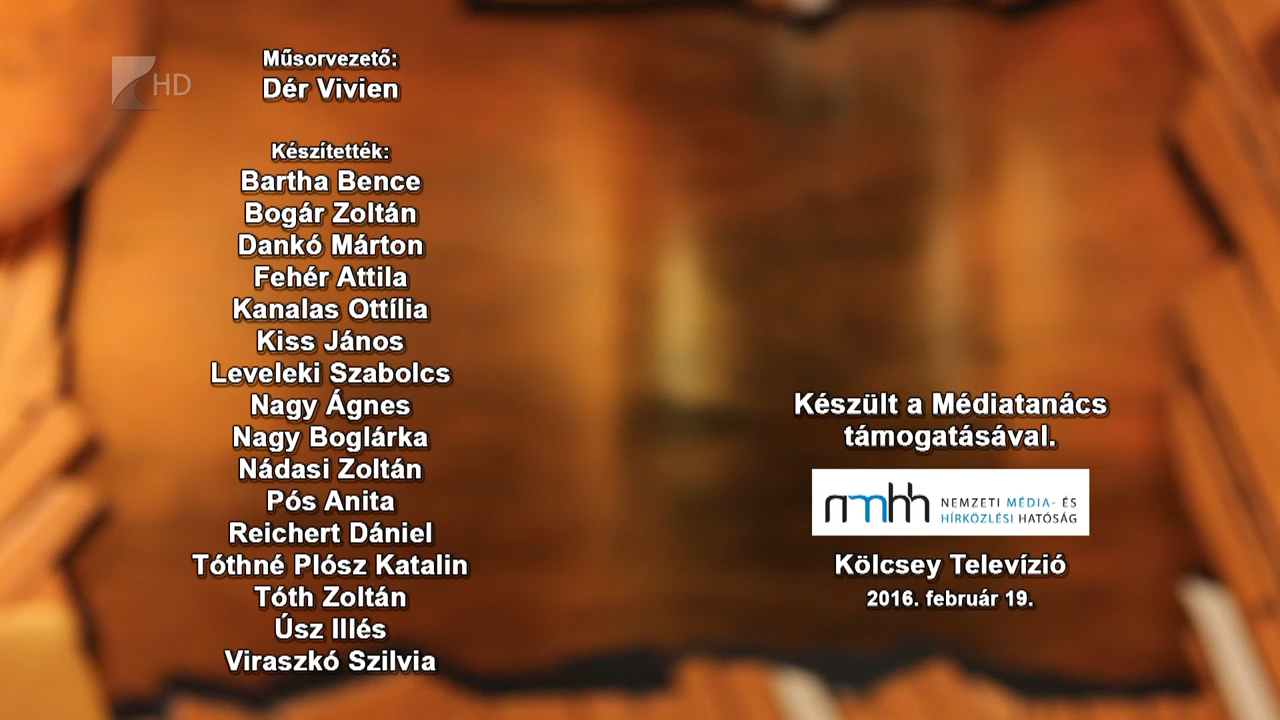 HD
Műsorvezető:
Dér Vivien
Készítették:
Bartha Bence
Bogár Zoltán
Dankó Márton
Fehér Attila
Kanalas Ottília
Kiss János
Leveleki Szabolcs
Nagy Ágnes
Nagy Boglárka
Nádasi Zoltán
Pós Anita
Reichert Dániel
Tóthné Plósz Katalin
Tóth Zoltán
Úsz Illés
Viraszkó Szilvia
Készült a Médiatanács
támogatásával.
nmhh NEMZETI MÉDIA- ÉS
HÍRKÖZLÉSI HATÓSÁG
Kölcsey Televízió
2016. február 19.